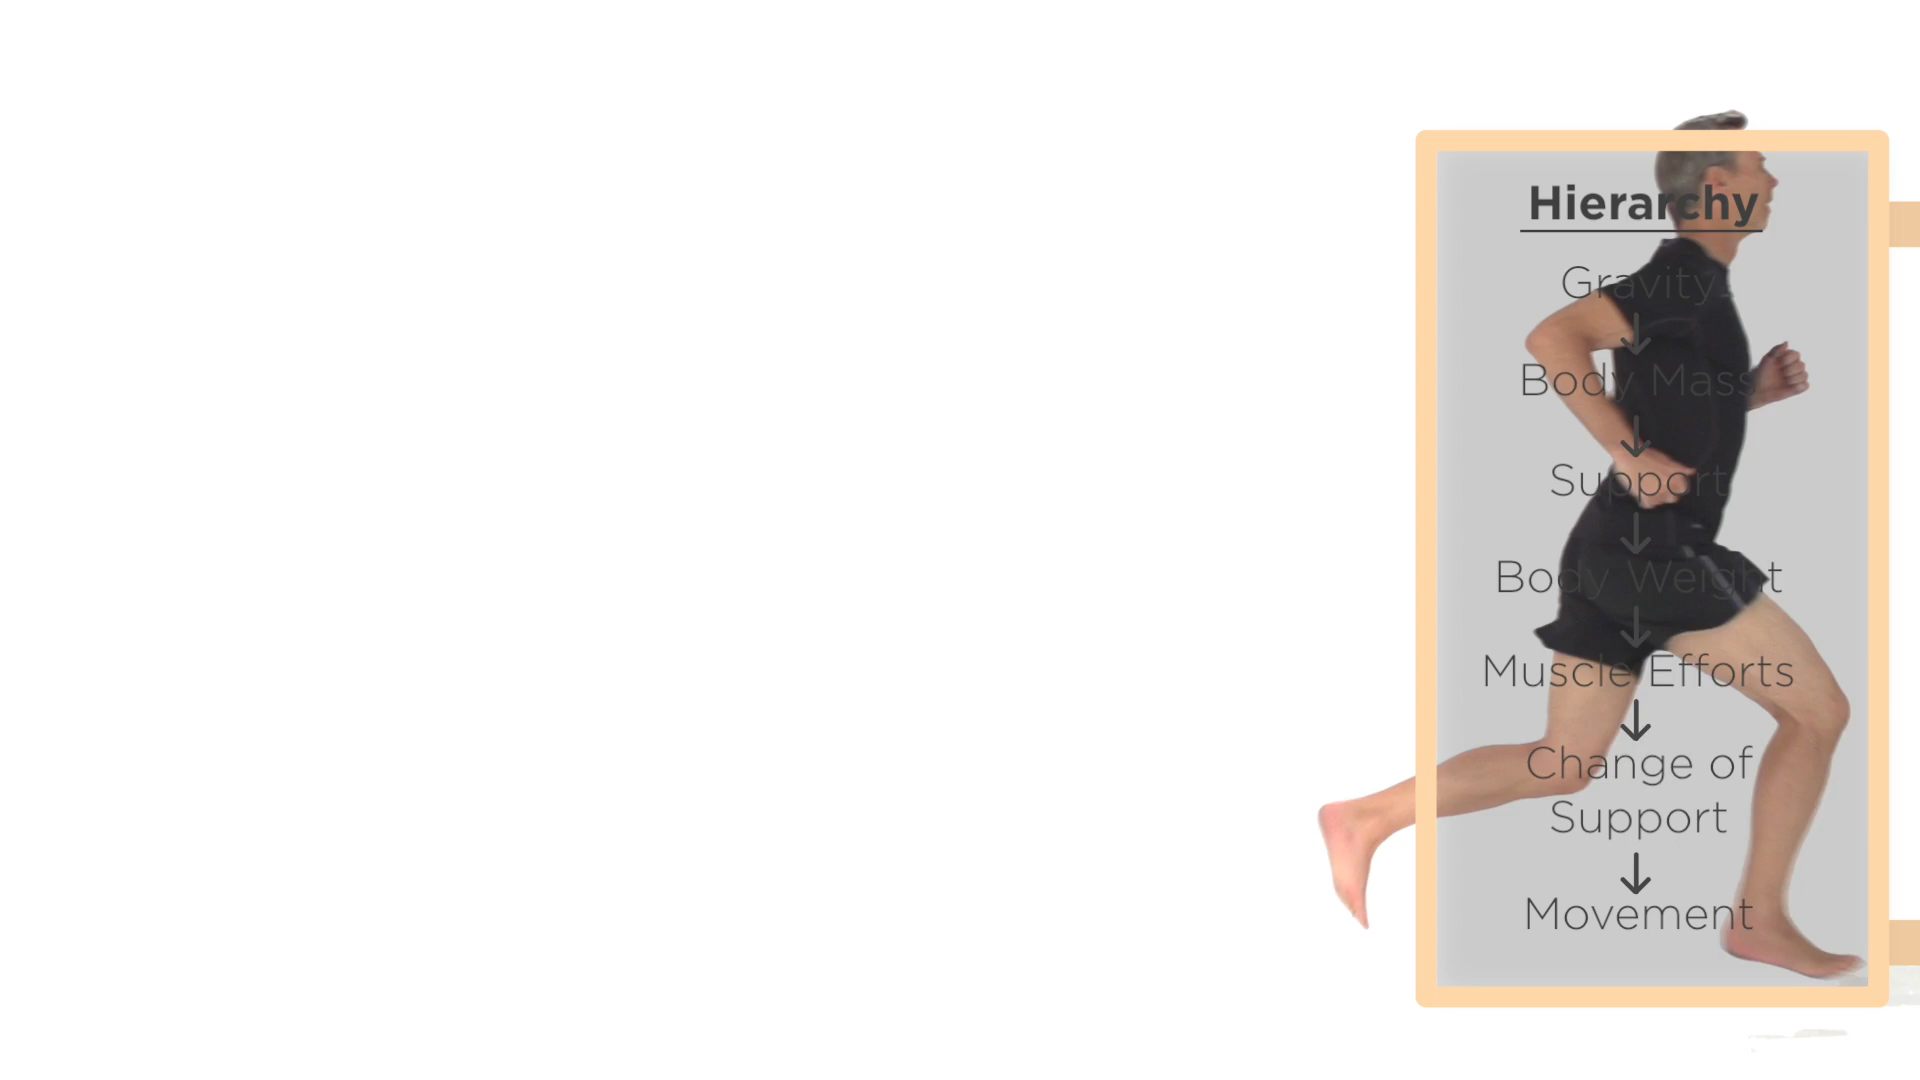 Hierarchy
Gravity
Body Mass
Support
Body Weight
Muscle Efforts
Change of
Support
Movement